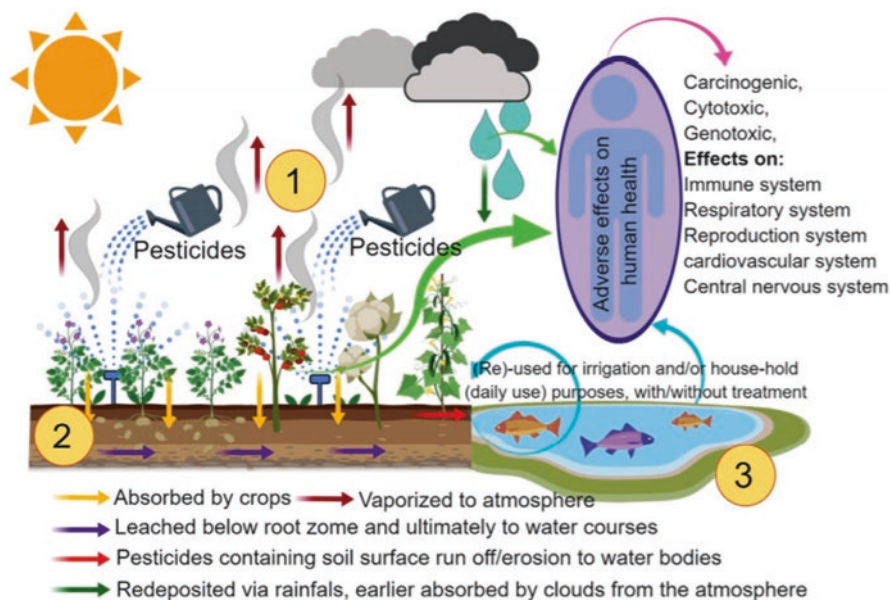 1
Pesticides
Pesticides
Adverse effects on
human health
Carcinogenic,
Cytotoxic,
Genotoxic,
Effects on:
Immune system
Respiratory system
Reproduction system
cardiovascular system
Central nervous system
(Re)-used for irrigation and/or house-hold
(daily use) purposes, with/without treatment
2
3
Absorbed by crops
Vaporized to atmosphere
Leached below root zome and ultimately to water courses
Pesticides containing soil surface run off/erosion to water bodies
Redeposited via rainfals, earlier absorbed by clouds from the atmosphere